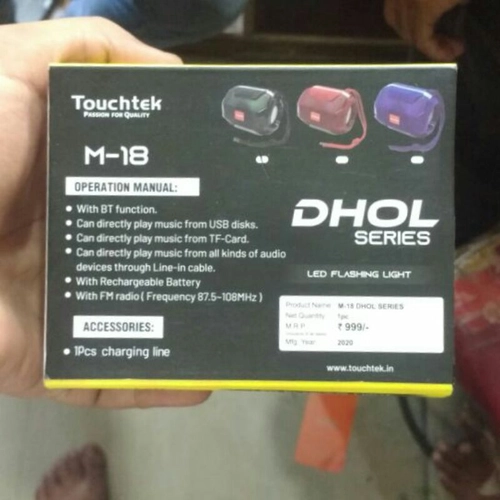 Touchtek
PASSION FOR QUALITY
M-18
OPERATION MANUAL:
• With BT function.
• Can directly play music from USB disks.
• Can directly play music from TF-Card.
• Can directly play music from all kinds of audio
devices through Line-in cable.
• With Rechargeable Battery
• With FM radio ( Frequency 87.5-108MHz )
ACCESSORIES:
• 1Pcs charging line
DHOL
SERIES
LED FLASHING LIGHT
Product Name: M-18 DHOL SERIES
Net Quantity 1pc
M.R.P. ₹ 999/-
Mfg. Year 2020
www.touchtek.in